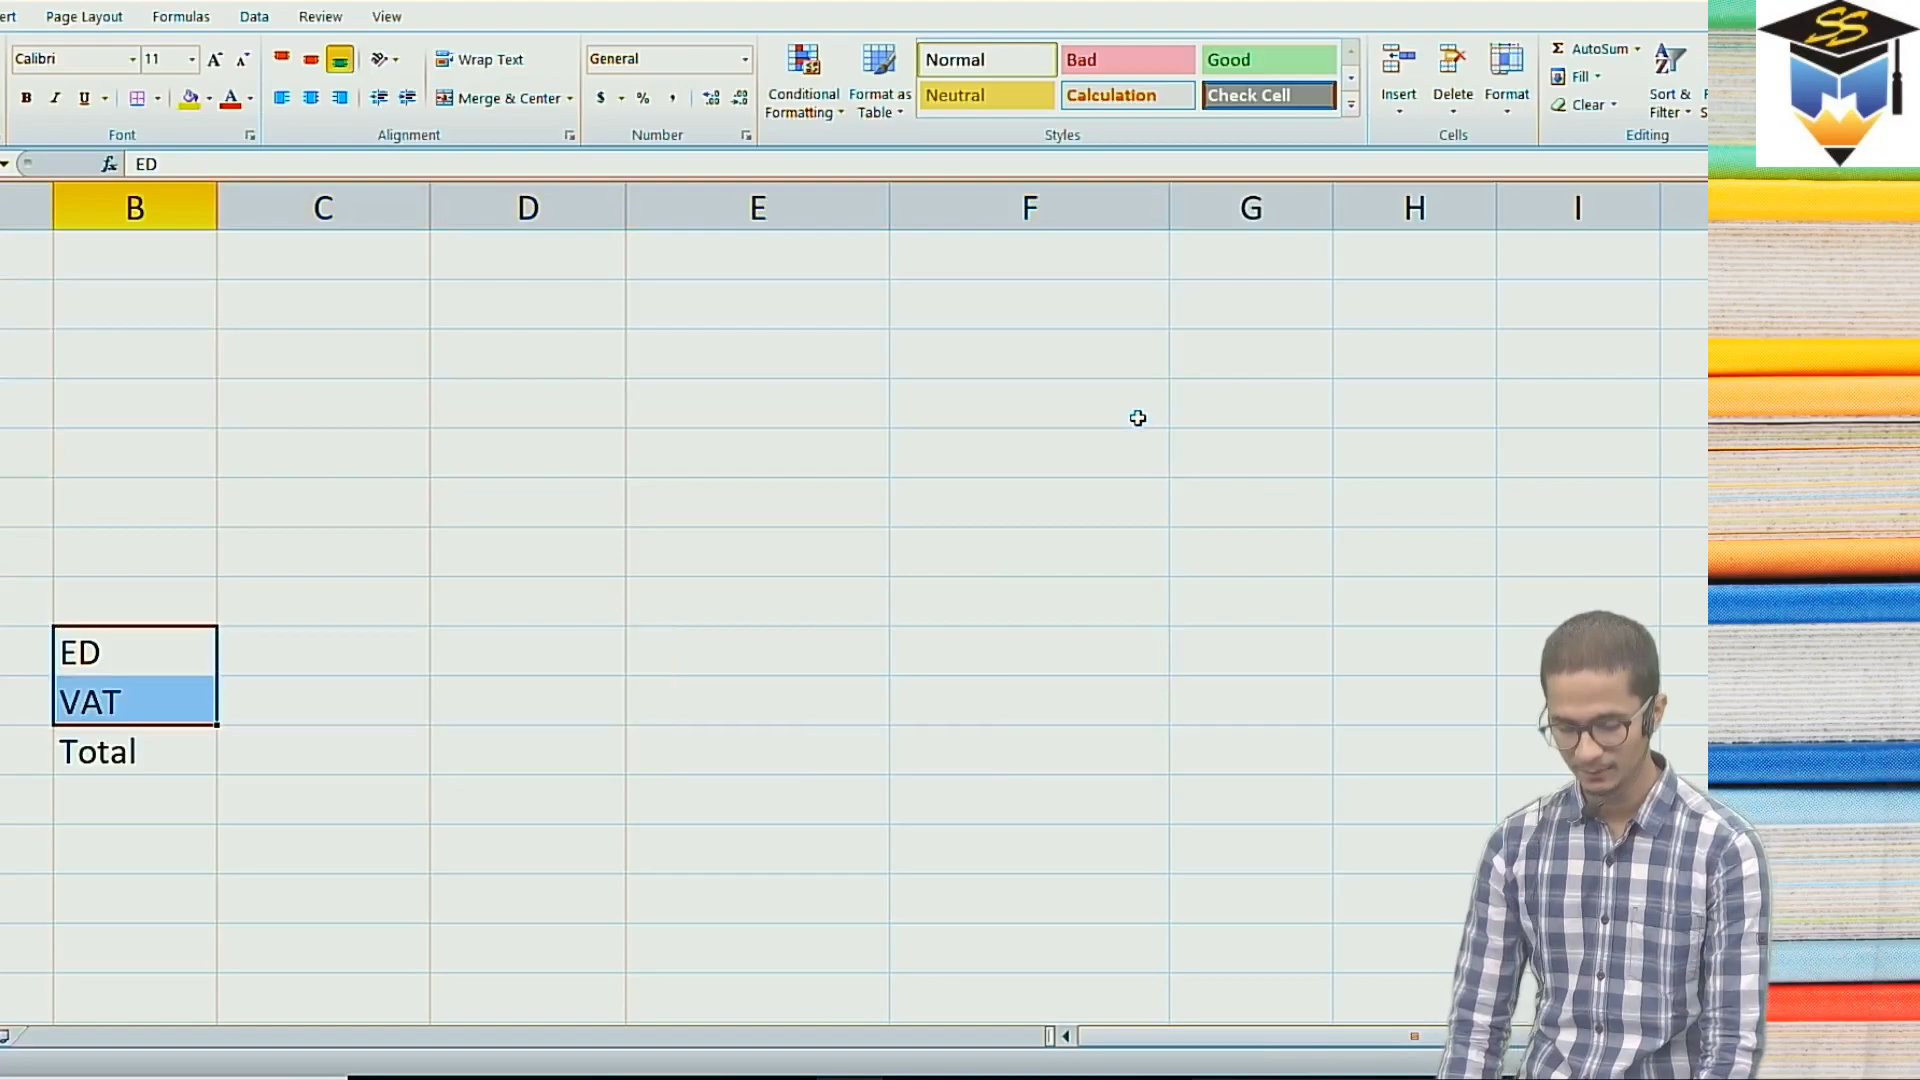 ert Page Layout Formulas Data Review View
Calibri 11 A A Wrap Text General Normal Bad Good AutoSum
B I U A Merge & Center $ % , Conditional Formatting Format as Table Neutral Calculation Check Cell Insert Delete Format Fill Clear Sort & Filter
Font Alignment Number Styles Cells Editing
fx ED
B C D E F G H I
ED
VAT
Total
SS